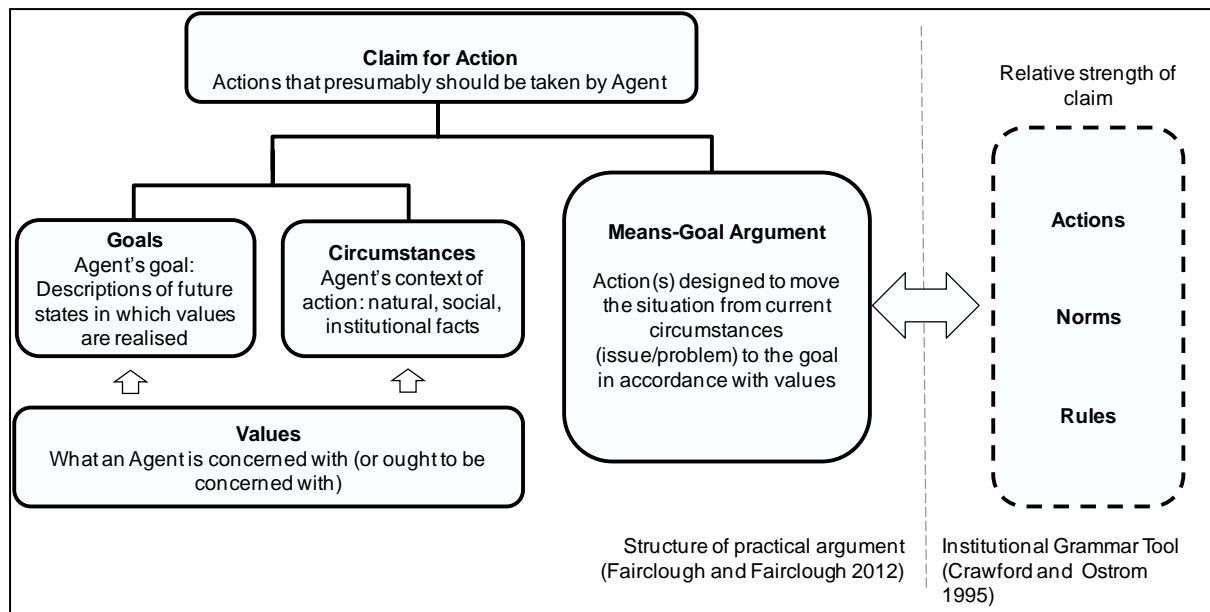 Claim for Action
Actions that presumably should be taken by Agent
Goals
Agent's goal:
Descriptions of future
states in which values
are realised
Circumstances
Agent's context of
action: natural, social,
institutional facts
Values
What an Agent is concerned with (or ought to be
concerned with)
Means-Goal Argument
Action(s) designed to move
the situation from current
circumstances
(issue/problem) to the goal
in accordance with values
Structure of practical argument
(Fairclough and Fairclough 2012)
Relative strength of
claim
Actions
Norms
Rules
Institutional Grammar Tool
(Crawford and Ostrom
1995)